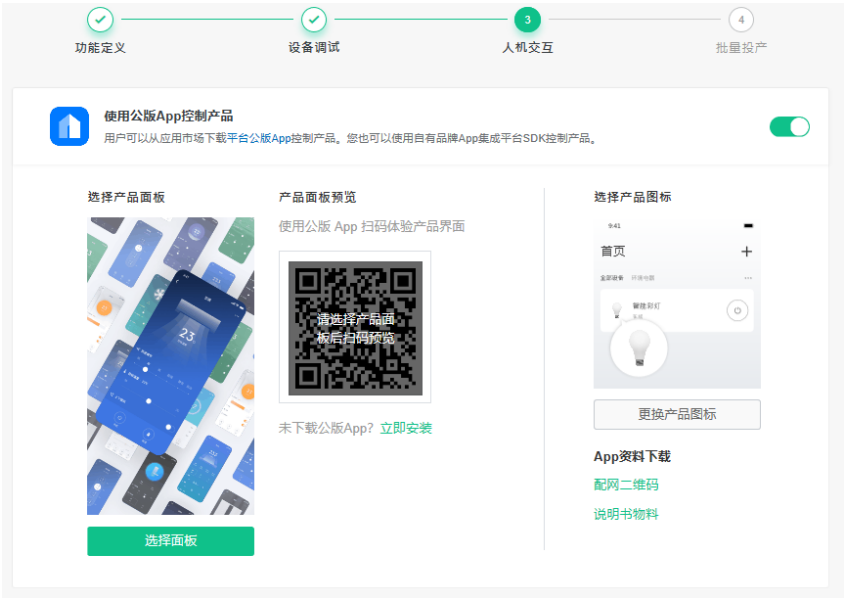 3
4
功能定义
设备调试
人机交互
批量投产
使用公版App控制产品
用户可以从应用市场下载平台公版App控制产品。您也可以使用自有品牌App集成平台SDK控制产品。
选择产品面板
产品面板预览
选择产品图标
使用公版 App 扫码体验产品界面
9:41
首页
全部设备
智能彩灯
请选择产品面
板后扫码预览
23
更换产品图标
未下载公版App? 立即安装
App资料下载
配网二维码
说明书物料
选择面板